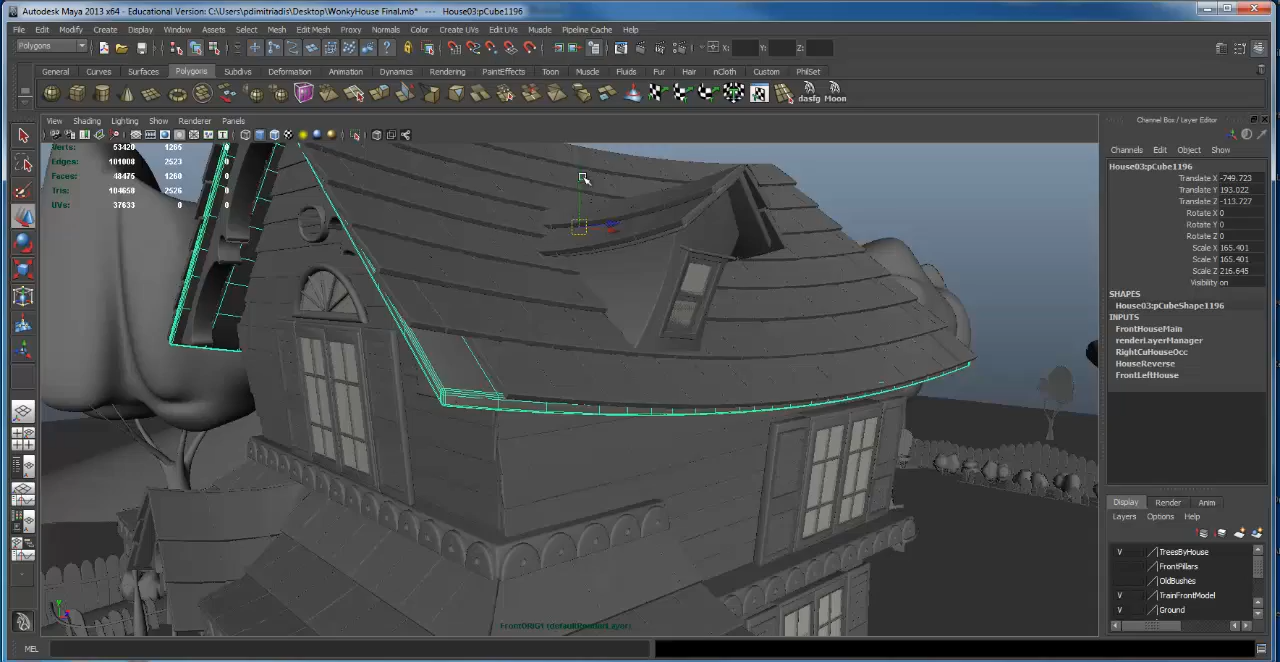 Autodesk Maya 2013 x64 - Educational Version: C:\Users\pdimitriadis\Desktop\WonkyHouse Final.mb* --- House03:pCube1196
File Edit Modify Create Display Window Assets Select Mesh Edit Mesh Proxy Normals Color Create UVs Edit UVs Muscle Pipeline Cache Help
Polygons X: Y: Z:
General Curves Surfaces Polygons Subdivs Deformation Animation Dynamics Rendering PaintEffects Toon Muscle Fluids Fur Hair nCloth Custom PhilSet
dasfg Moon
View Shading Lighting Show Renderer Panels
Channel Box / Layer Editor
Verts: 53420 1266 0
Edges: 101008 2523 0
Faces: 48476 1260 0
Tris: 104658 2526 0
UVs: 37633 0 0
Channels Edit Object Show
House03:pCube1196
Translate X -749.723
Translate Y 193.022
Translate Z -113.727
Rotate X 0
Rotate Y 0
Rotate Z 0
Scale X 165.401
Scale Y 165.401
Scale Z 216.645
Visibility on
SHAPES
House03:pCubeShape1196
INPUTS
FrontHouseMain
renderLayerManager
RightCuHouseOcc
HouseReverse
FrontLeftHouse
Display Render Anim
Layers Options Help
V TreesByHouse
FrontPillars
OldBushes
V TrainFrontModel
V Ground
FrontORIGY (defaultRenderLayer)
MEL